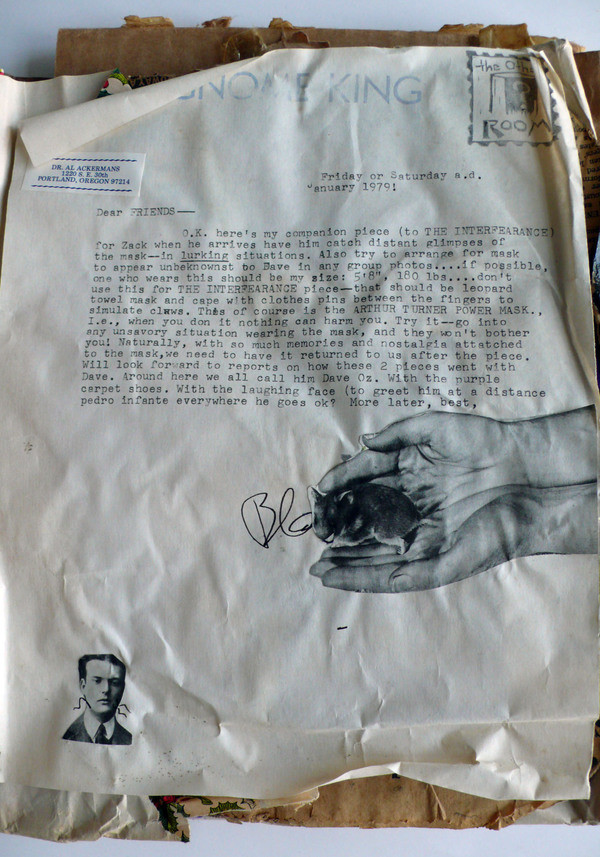 GNOME KING
the Other
ROOM
DR. AL ACKERMANS
1220 S. E. 30th
PORTLAND, OREGON 97214
Friday or Saturday a.d.
January 1979!
Dear FRIENDS—
O.K. here's my companion piece (to THE INTERFEARANCE)
for Zack when he arrives have him catch distant glimpses of
the mask—in lurking situations. Also try to arrange for mask
to appear unbeknownst to Dave in any group photos....if possible,
one who wears this should be my size: 5'8", 180 lbs....don't
use this for THE INTERFEARANCE piece—that should be leopard
towel mask and cape with clothes pins between the fingers to
simulate claws. This of course is the ARTHUR TURNER POWER MASK.,
I.e., when you don it nothing can harm you. Try it—go into
any unsavory situation wearing the mask, and they won't bother
you! Naturally, with so much memories and nostalgia attatched
to the mask,we need to have it returned to us after the piece.
Will look forward to reports on how these 2 pieces went with
Dave. Around here we all call him Dave Oz. With the purple
carpet shoes. With the laughing face (to greet him at a distance
pedro infante everywhere he goes ok? More later, best,